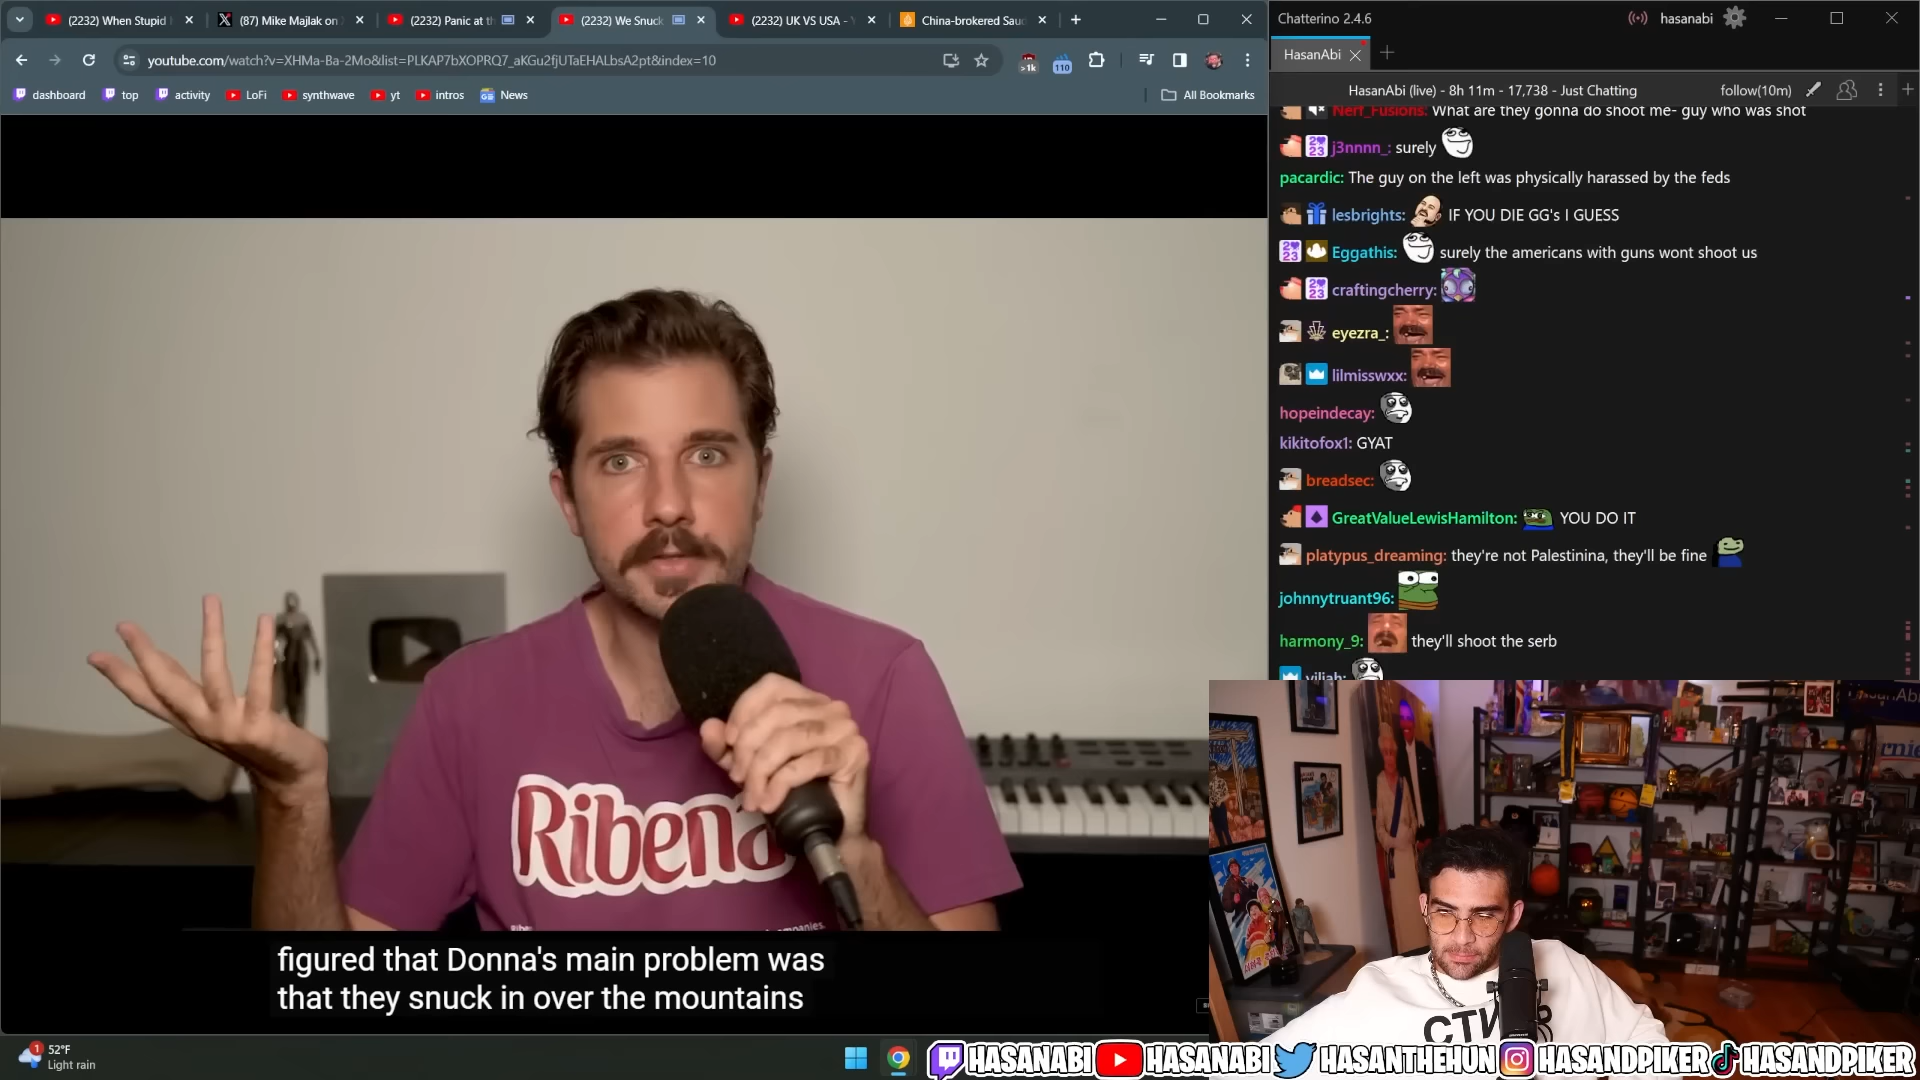 (2232) When Stupid
(87) Mike Majlak on
(2232) Panic at th
(2232) We Snuck
(2232) UK VS USA -
China-brokered Sau
youtube.com/watch?v=XHMa-Ba-2Mo&list=PLKAP7bXOPRQ7_aKGu2fjUTaEHALbsA2pt&index=10
>1k
110
dashboard
top
activity
LoFi
synthwave
yt
intros
News
All Bookmarks
Ribena
figured that Donna's main problem was
that they snuck in over the mountains
1
52°F
Light rain
Chatterino 2.4.6
hasanabi
HasanAbi
HasanAbi (live) - 8h 11m - 17,738 - Just Chatting
follow(10m)
Nerf_Fusions: What are they gonna do shoot me- guy who was shot
j3nnnn_: surely
pacardic: The guy on the left was physically harassed by the feds
lesbrights: IF YOU DIE GG's I GUESS
Eggathis: surely the americans with guns wont shoot us
craftingcherry:
eyezra_:
lilmisswxx:
hopeindecay:
kikitofox1: GYAT
breadsec:
GreatValueLewisHamilton: YOU DO IT
platypus_dreaming: they're not Palestinina, they'll be fine
johnnytruant96:
harmony_9: they'll shoot the serb
HASANABI
HASANABI
HASANTHEHUN
HASANDPIKER
HASANDPIKER